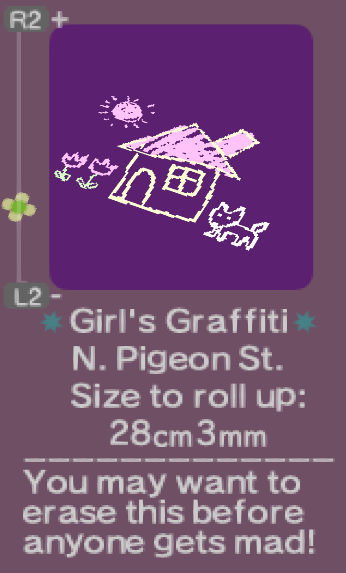 R2 +
L2 -
Girl's Graffiti
N. Pigeon St.
Size to roll up:
28cm3mm
You may want to
erase this before
anyone gets mad!